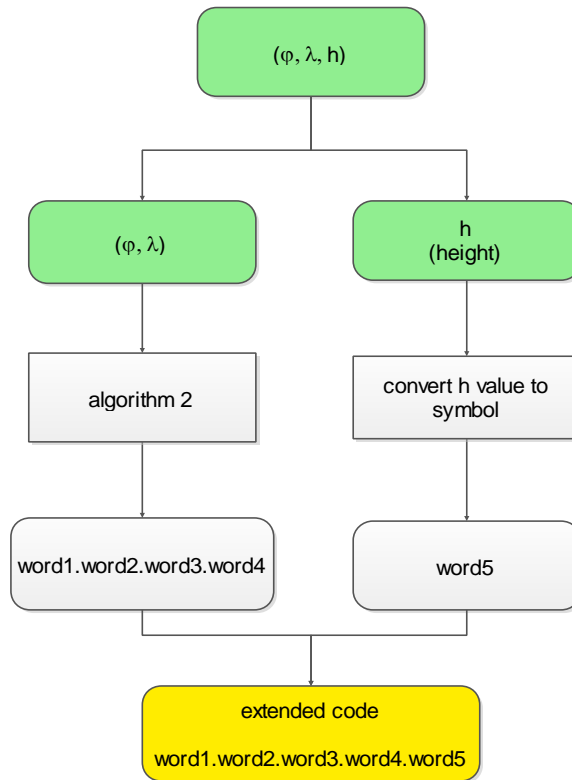 (φ, λ, h)
(φ, λ)
h
(height)
algorithm 2
convert h value to
symbol
word1.word2.word3.word4
word5
extended code
word1.word2.word3.word4.word5